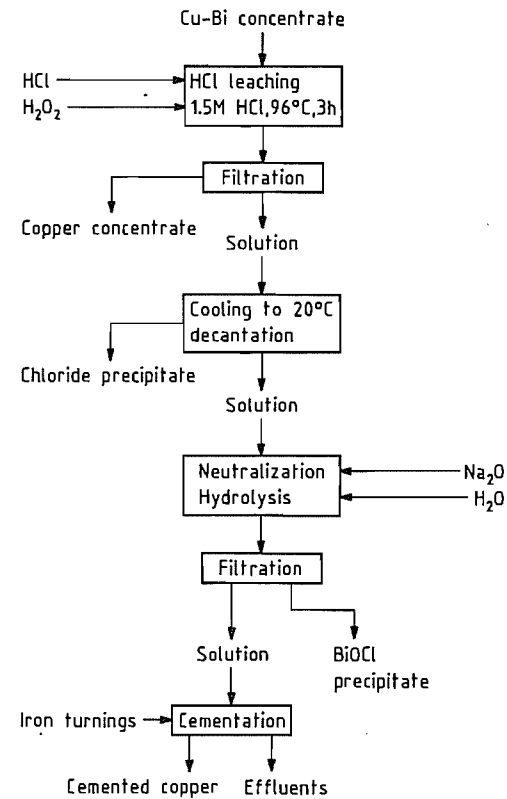 Cu-Bi concentrate
HCl
HCl leaching
H₂O₂
1.5M HCl,96°C,3h
Filtration
Copper concentrate
Solution
Cooling to 20°C
decantation
Chloride precipitate
Solution
Neutralization
Na₂O
Hydrolysis
H₂O
Filtration
Solution
BiOCl
precipitate
Iron turnings
Cementation
Cemented copper
Effluents